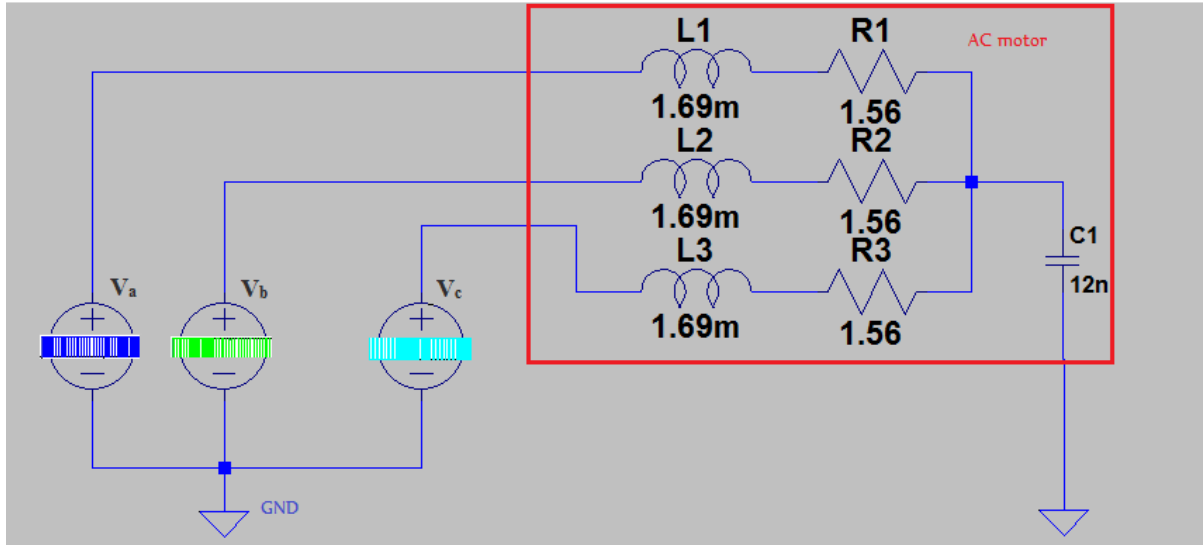 L1
R1
AC motor
1.69m
1.56
L2
R2
1.69m
1.56
C1
L3
R3
12n
1.69m
1.56
Va
Vb
Vc
GND